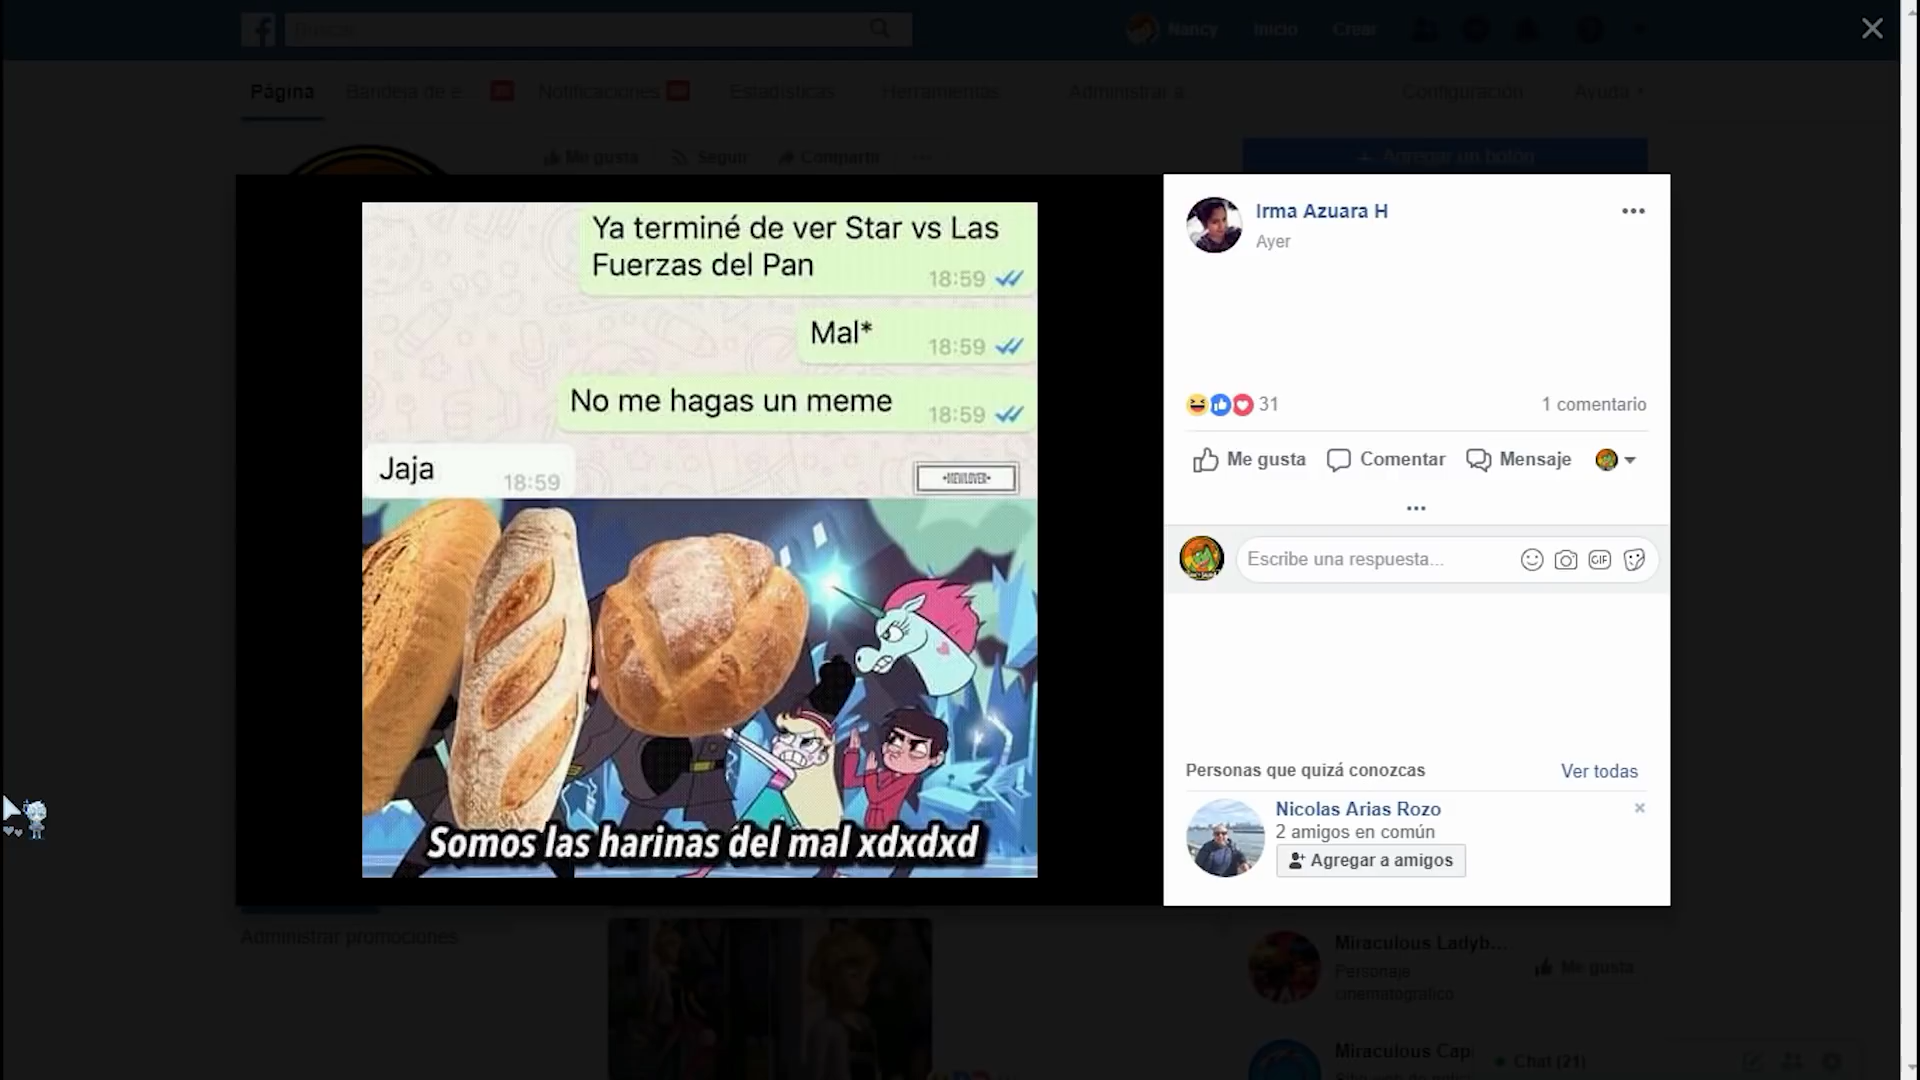 Buscar
Nancy
Inicio
Crear
Página
Bandeja de e...
Notificaciones
Estadísticas
Herramientas
Administrar a
Configuración
Ayuda
Me gusta
Seguir
Compartir
Agregar un botón
Ya terminé de ver Star vs Las
Fuerzas del Pan
18:59
Mal*
18:59
No me hagas un meme
18:59
Jaja
18:59
Somos las harinas del mal xdxdxd
Irma Azuara H
Ayer
31
1 comentario
Me gusta
Comentar
Mensaje
Escribe una respuesta...
GIF
Personas que quizá conozcas
Ver todas
Nicolas Arias Rozo
2 amigos en común
Agregar a amigos
Administrar promociones
Miraculous Ladyb...
Personaje
cinematográfico
Me gusta
Miraculous Cap
Chat (21)